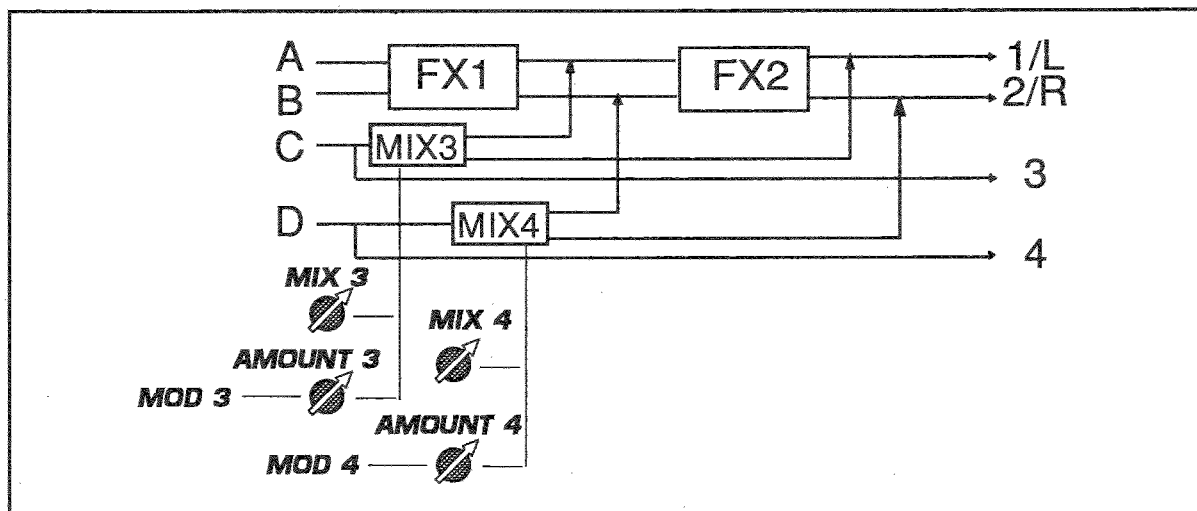 A
FX1
FX2
1/L
B
2/R
C
MIX3
3
D
MIX4
4
MIX 3
MIX 4
AMOUNT 3
MOD 3
AMOUNT 4
MOD 4